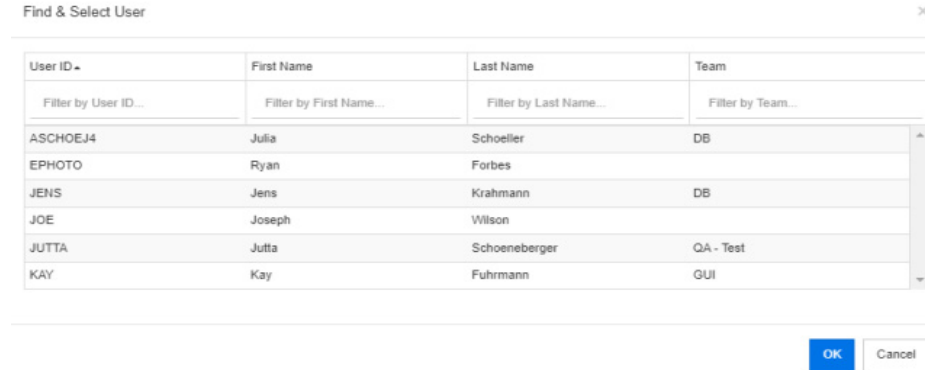 Find & Select User ×
User ID First Name Last Name Team
Filter by User ID... Filter by First Name... Filter by Last Name... Filter by Team...
ASCHOEJ4 Julia Schoeller DB
EPHOTO Ryan Forbes
JENS Jens Krahmann DB
JOE Joseph Wilson
JUTTA Jutta Schoeneberger QA - Test
KAY Kay Fuhrmann GUI
OK Cancel